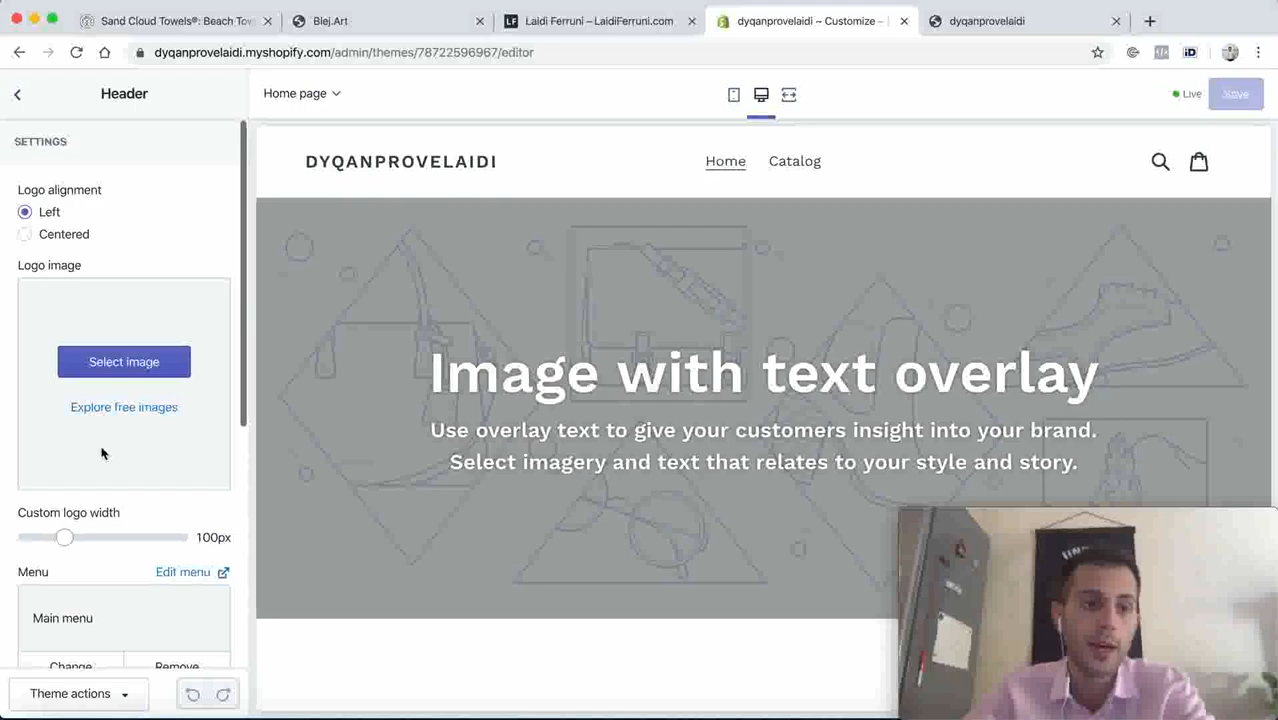 Sand Cloud Towels®: Beach Tow
Blej.Art
LF Laidi Ferruni – LaidiFerruni.com
dyqanprovelaidi ~ Customize ~
dyqanprovelaidi
dyqanprovelaidi.myshopify.com/admin/themes/78722596967/editor
iD
Header
Home page
Live
Save
SETTINGS
Logo alignment
Left
Centered
Logo image
Select image
Explore free images
Custom logo width
100px
Menu
Edit menu
Main menu
Change
Remove
Theme actions
DYQANPROVELAIDI
Home
Catalog
Image with text overlay
Use overlay text to give your customers insight into your brand.
Select imagery and text that relates to your style and story.